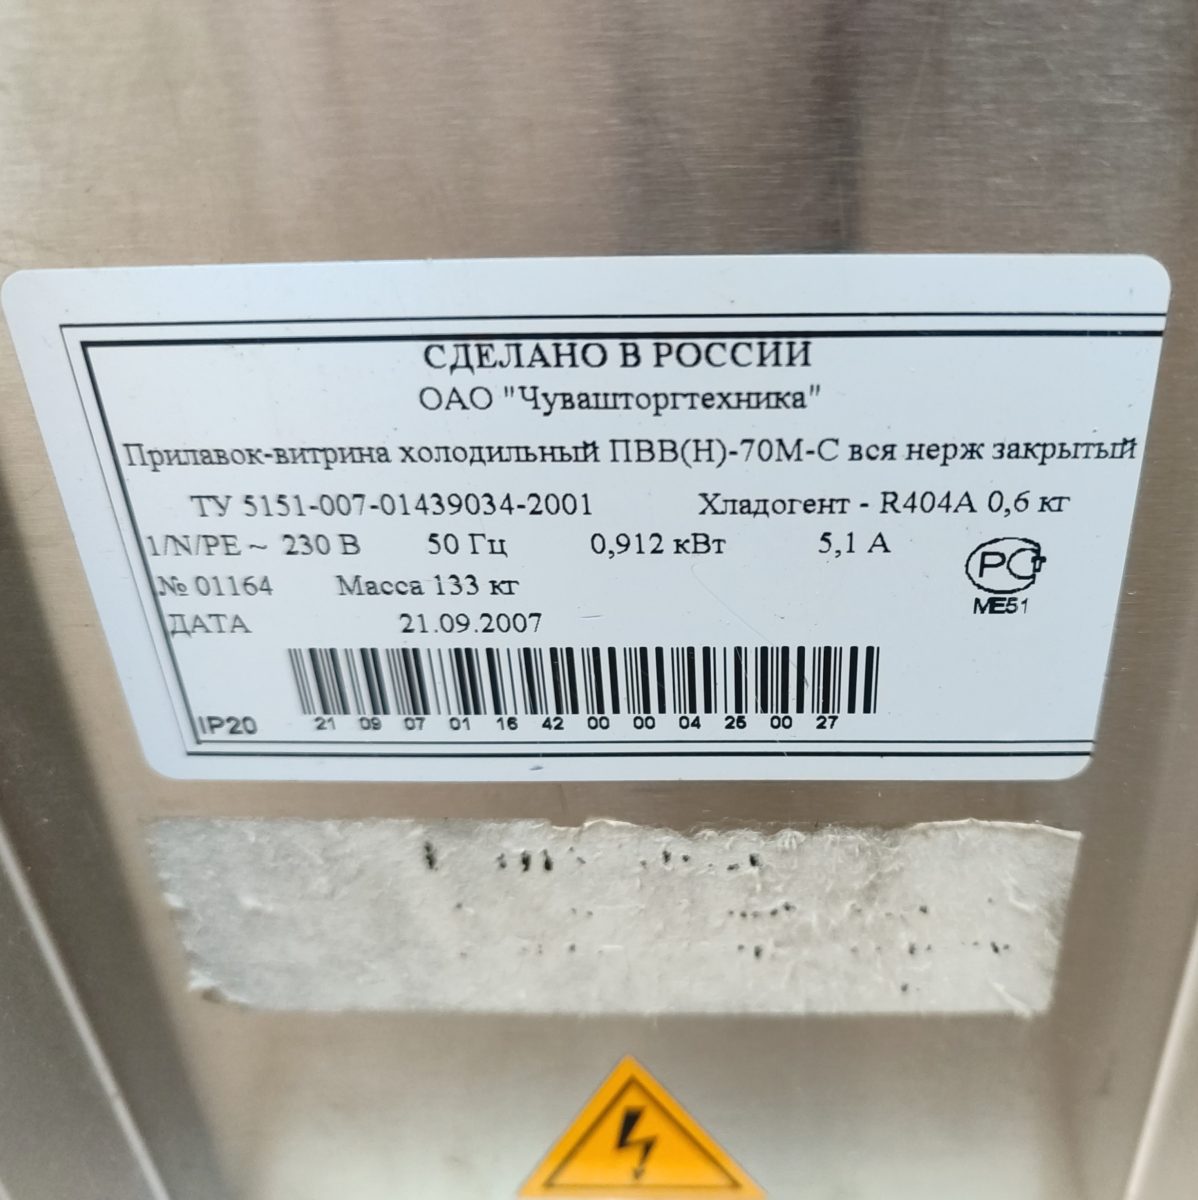 СДЕЛАНО В РОССИИ
ОАО "Чувашторгтехника"
Прилавок-витрина холодильный ПВВ(Н)-70М-С вся нерж закрытый
ТУ 5151-007-01439034-2001 Хладогент - R404A 0,6 кг
1/N/PE ~ 230 В 50 Гц 0,912 кВт 5,1 А
№ 01164 Масса 133 кг
РСТ
МЕ51
ДАТА 21.09.2007
IP20 21 09 07 01 16 42 00 00 04 25 00 27